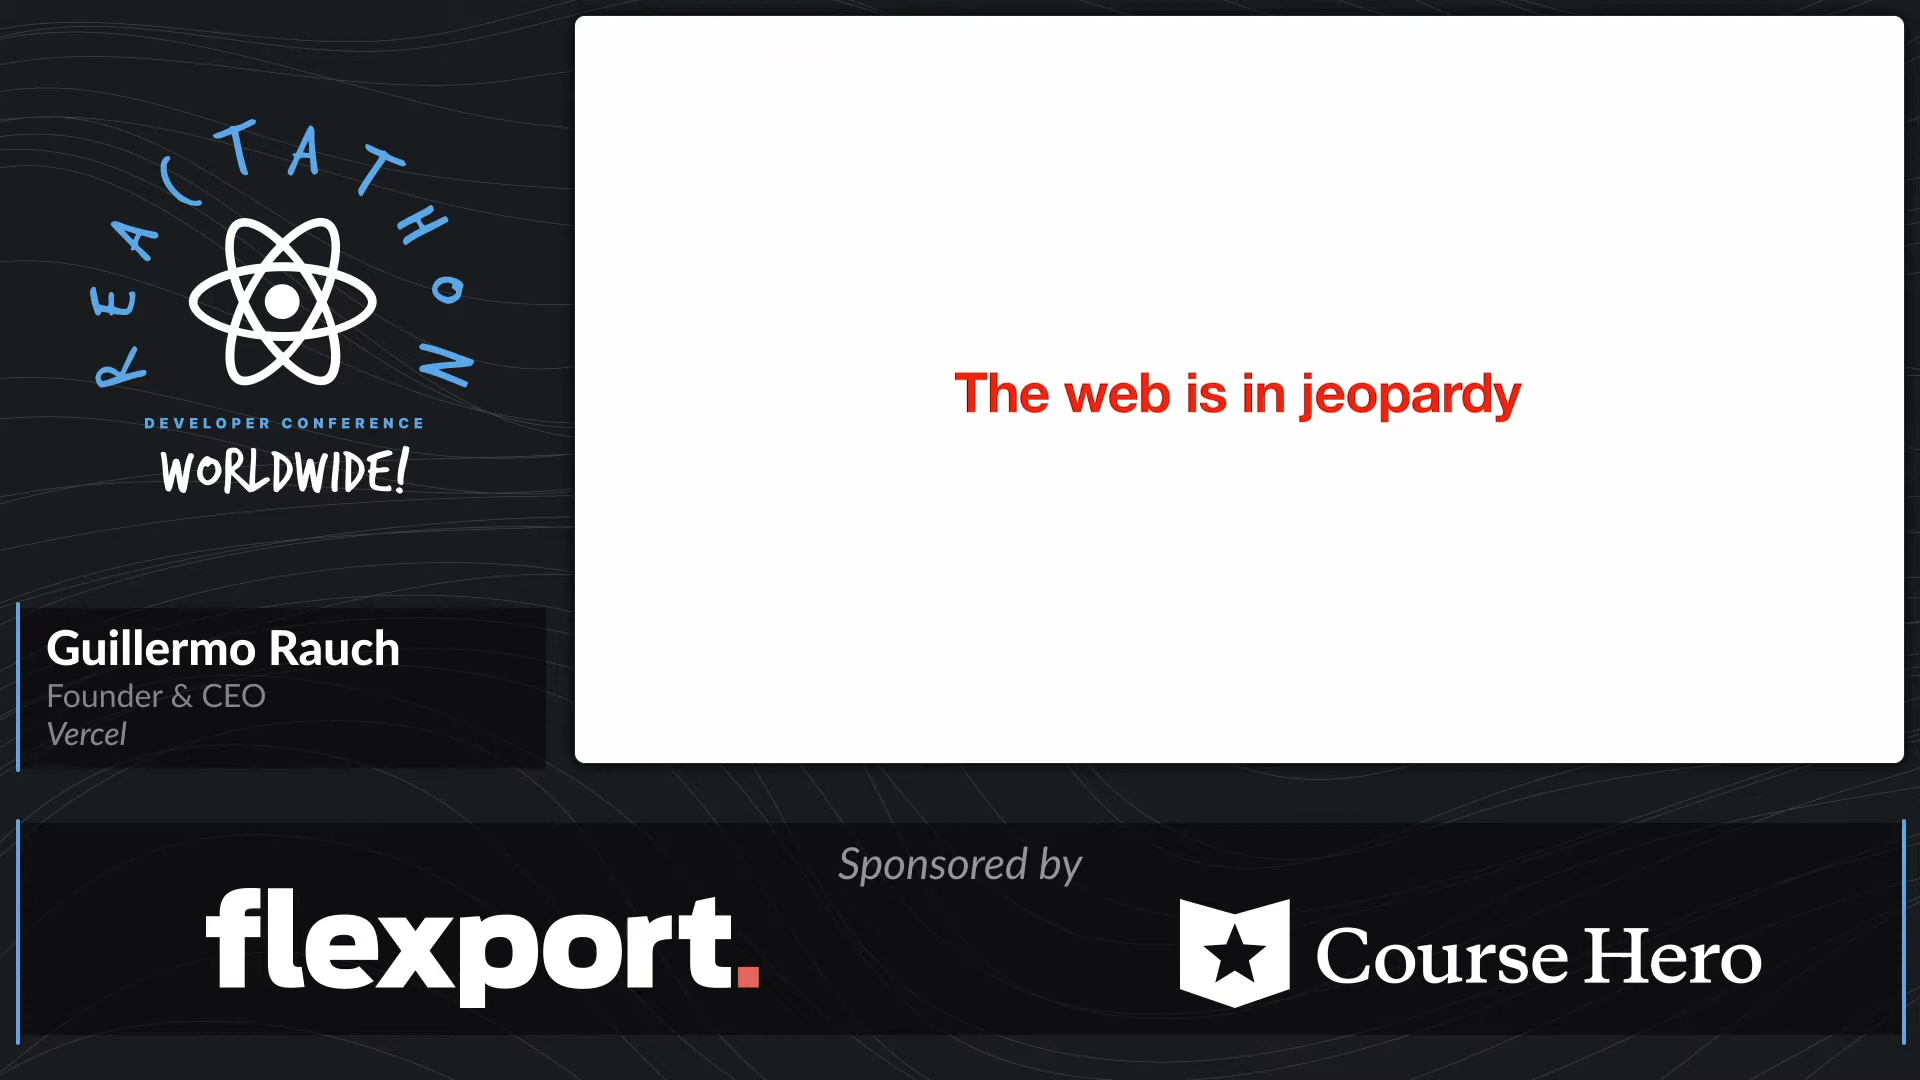 REACTATHON
DEVELOPER CONFERENCE
WORLDWIDE!
The web is in jeopardy
Guillermo Rauch
Founder & CEO
Vercel
Sponsored by
flexport.
Course Hero